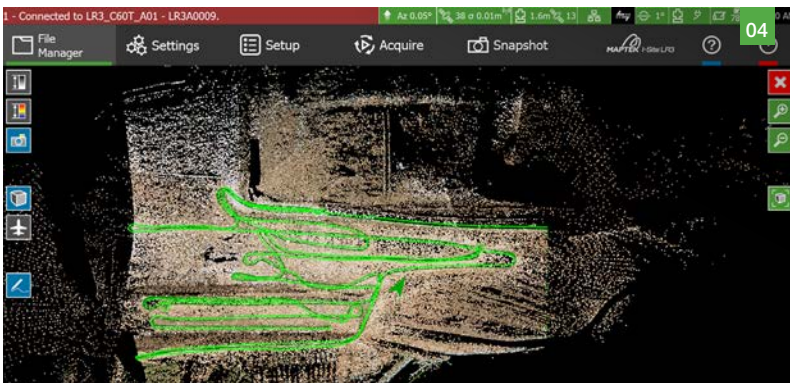 1 - Connected to LR3_C60T_A01 - LR3A0009.
Az 0.05°
38 σ 0.01m
1.6m
13
1°
9
04
File
Manager
Settings
Setup
Acquire
Snapshot
MAPTEK I-Site LR3
?